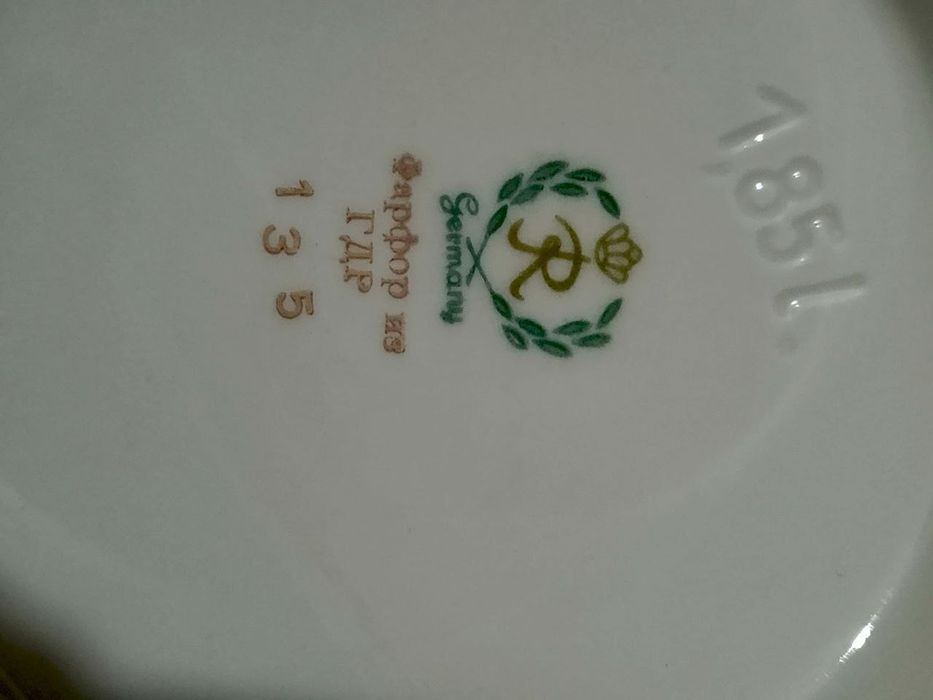 1,85 l.
R
Germany
Фарфор из
ГДР
1 3 5